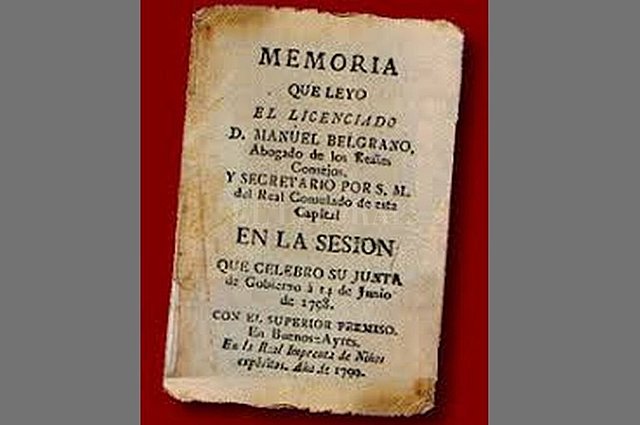 MEMORIA
QUE LEYO
EL LICENCIADO
D. MANUEL BELGRANO,
Abogado de los Reales
Consejos,
Y SECRETARIO POR S. M.
del Real Consulado de esta
Capital
EN LA SESION
QUE CELEBRO SU JUNTA
de Gobierno à 14 de Junio
de 1798.
CON EL SUPERIOR PERMISO.
En Buenos-Ayres.
En la Real Imprenta de Niños
expósitos. Año de